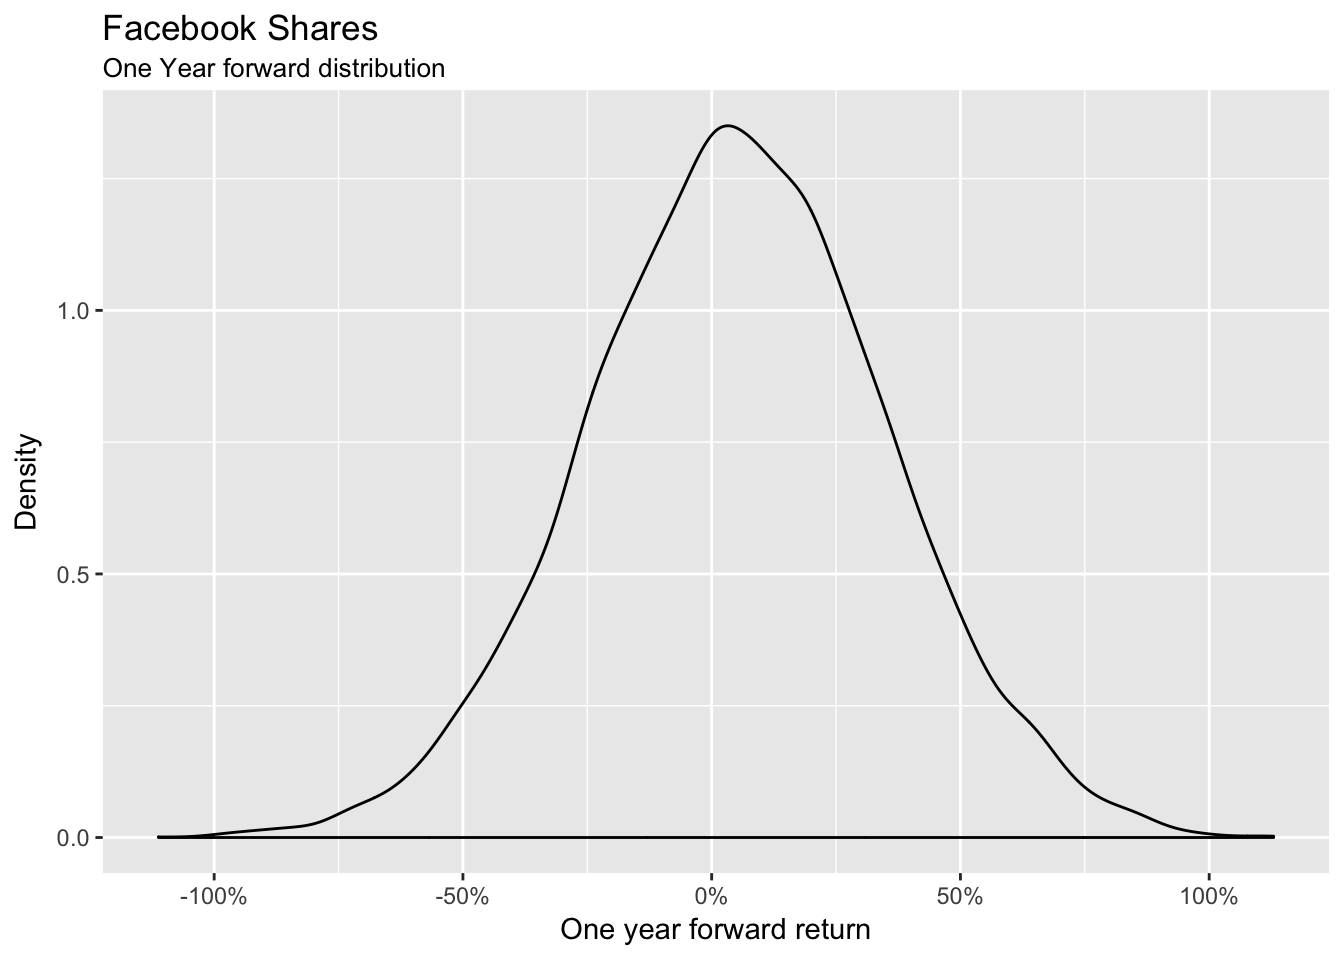 Facebook Shares
One Year forward distribution
1.0
0.5
0.0
Density
-100% -50% 0% 50% 100%
One year forward return